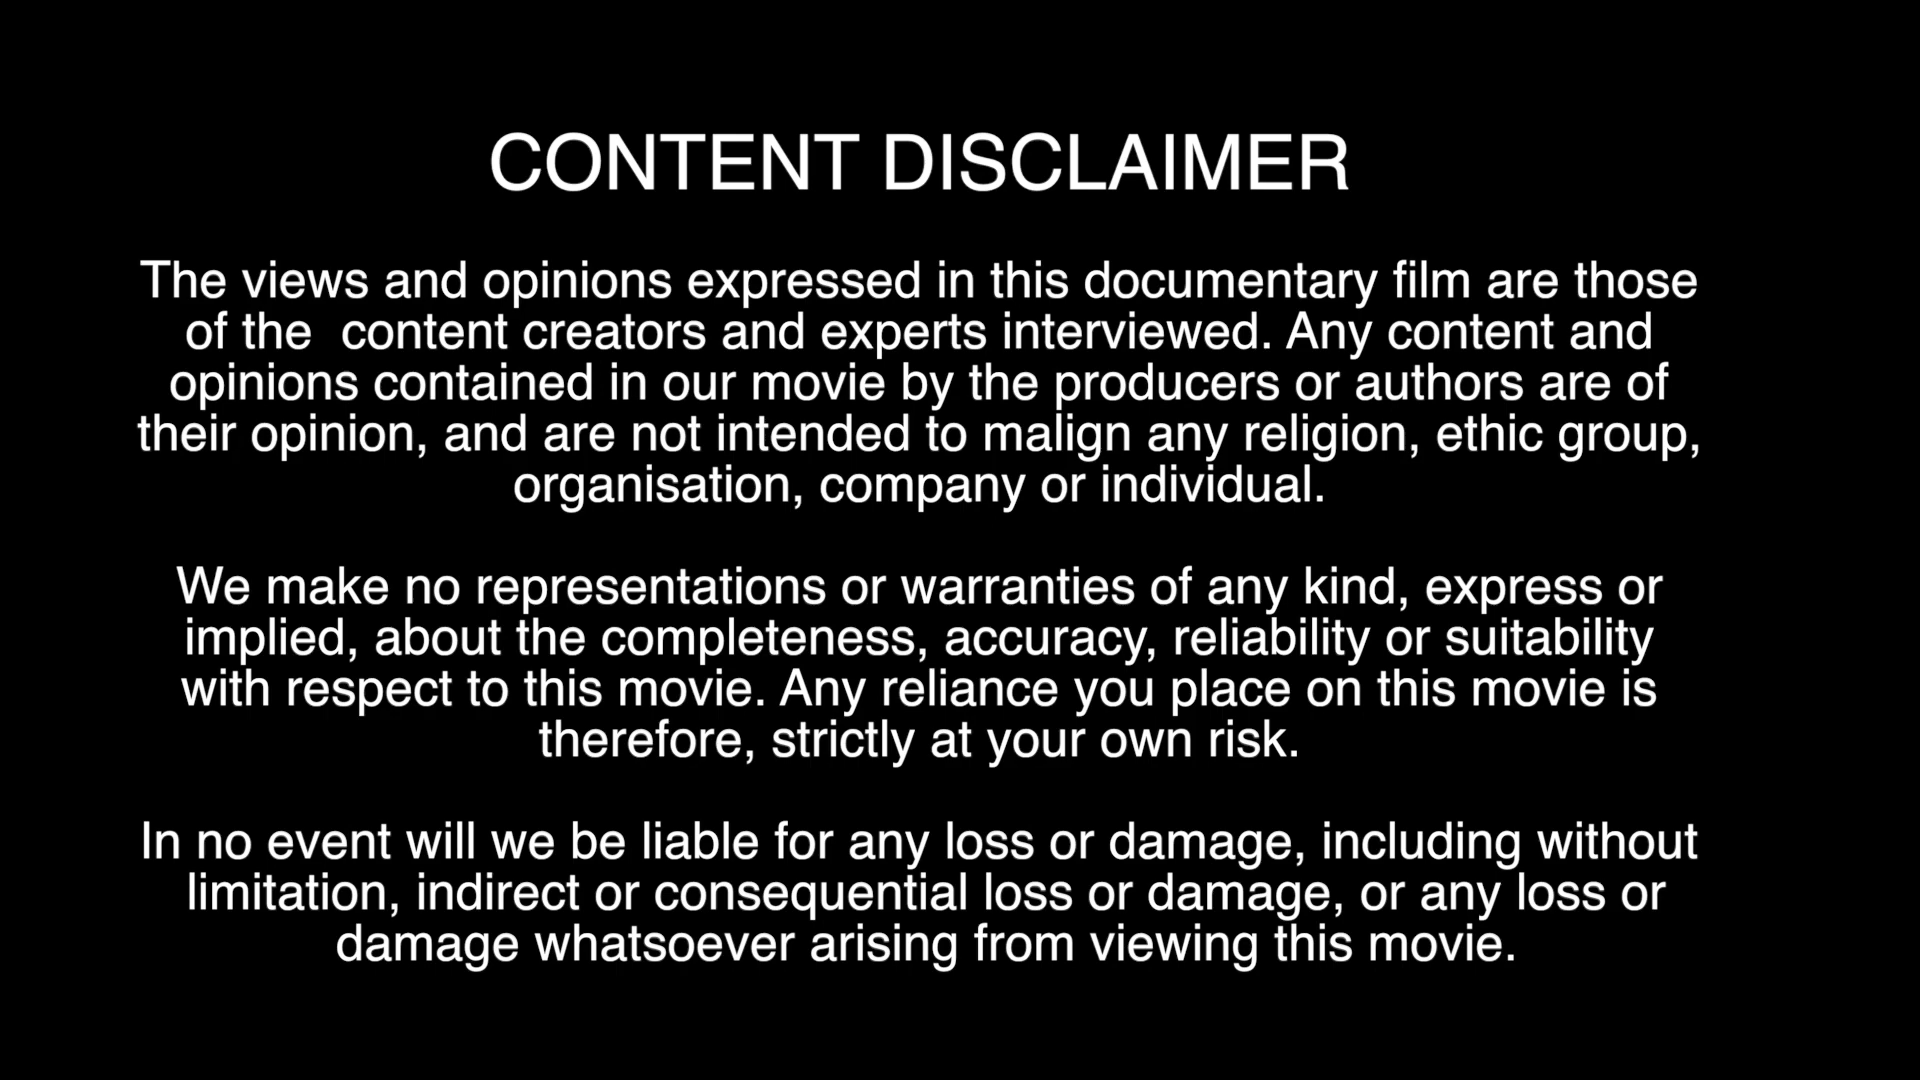 CONTENT DISCLAIMER
The views and opinions expressed in this documentary film are those
of the  content creators and experts interviewed. Any content and
opinions contained in our movie by the producers or authors are of
their opinion, and are not intended to malign any religion, ethic group,
organisation, company or individual.
We make no representations or warranties of any kind, express or
implied, about the completeness, accuracy, reliability or suitability
with respect to this movie. Any reliance you place on this movie is
therefore, strictly at your own risk.
In no event will we be liable for any loss or damage, including without
limitation, indirect or consequential loss or damage, or any loss or
damage whatsoever arising from viewing this movie.